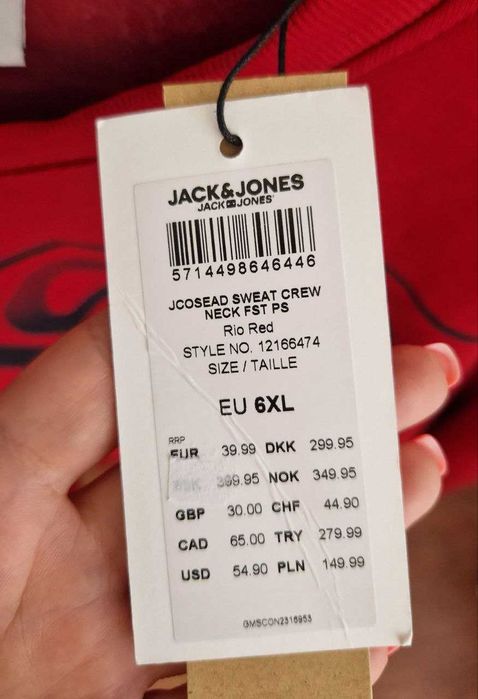 JACK&JONES
JACK JONES
5714498646446
JCOSEAD SWEAT CREW
NECK FST PS
Rio Red
STYLE NO. 12166474
SIZE / TAILLE
EU 6XL
RRP
EUR 39.99 DKK 299.95
399.95 NOK 349.95
GBP 30.00 CHF 44.90
CAD 65.00 TRY 279.99
USD 54.90 PLN 149.99
GMSCON2316953